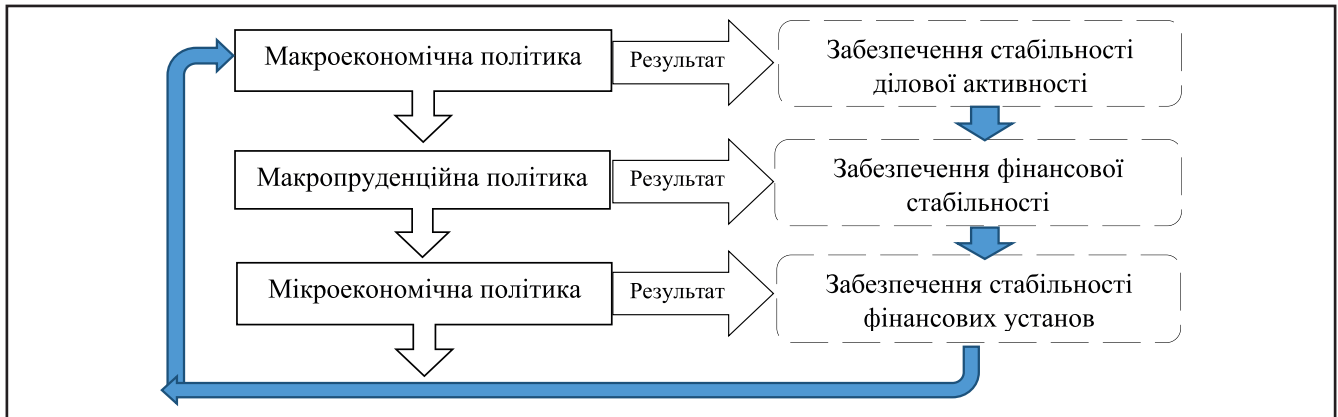 Макроекономічна політика
Результат
Забезпечення стабільності
ділової активності
Макропруденційна політика
Результат
Забезпечення фінансової
стабільності
Мікроекономічна політика
Результат
Забезпечення стабільності
фінансових установ